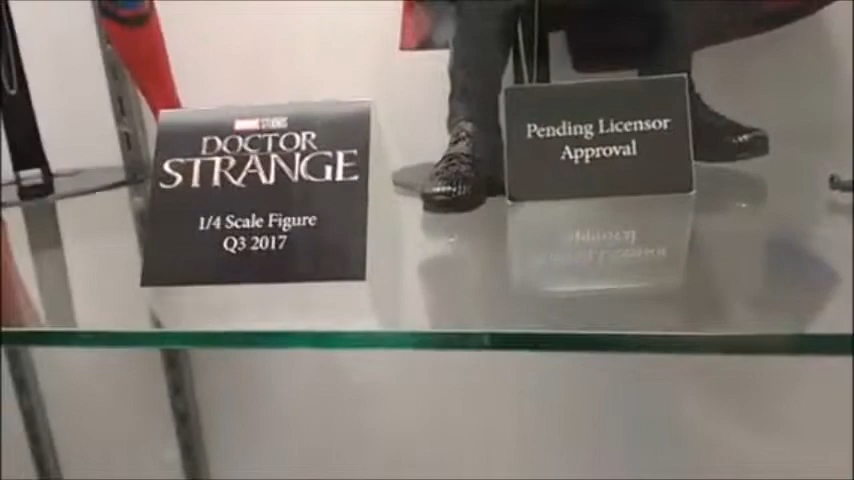 MARVEL STUDIOS
DOCTOR
STRANGE
1/4 Scale Figure
Q3 2017
Pending Licensor
Approval